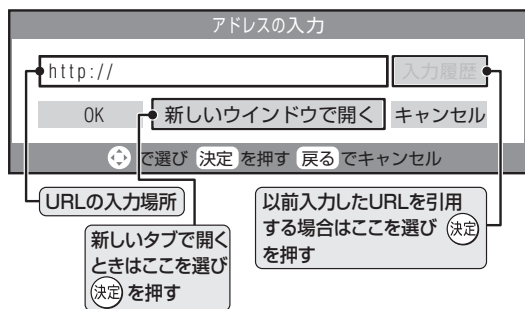 アドレスの入力
http://
入力履歴
OK
新しいウインドウで開く
キャンセル
で選び 決定 を押す 戻る でキャンセル
URLの入力場所
新しいタブで開く
ときはここを選び
決定 を押す
以前入力したURLを引用
する場合はここを選び 決定
を押す